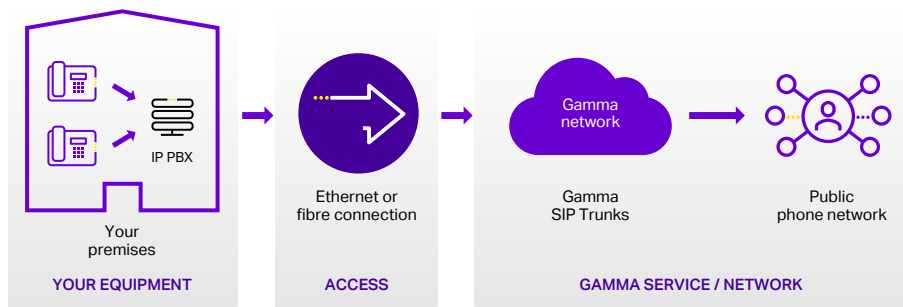 IP PBX
Your
premises
YOUR EQUIPMENT
Ethernet or
fibre connection
ACCESS
Gamma
network
Gamma
SIP Trunks
Public
phone network
GAMMA SERVICE / NETWORK